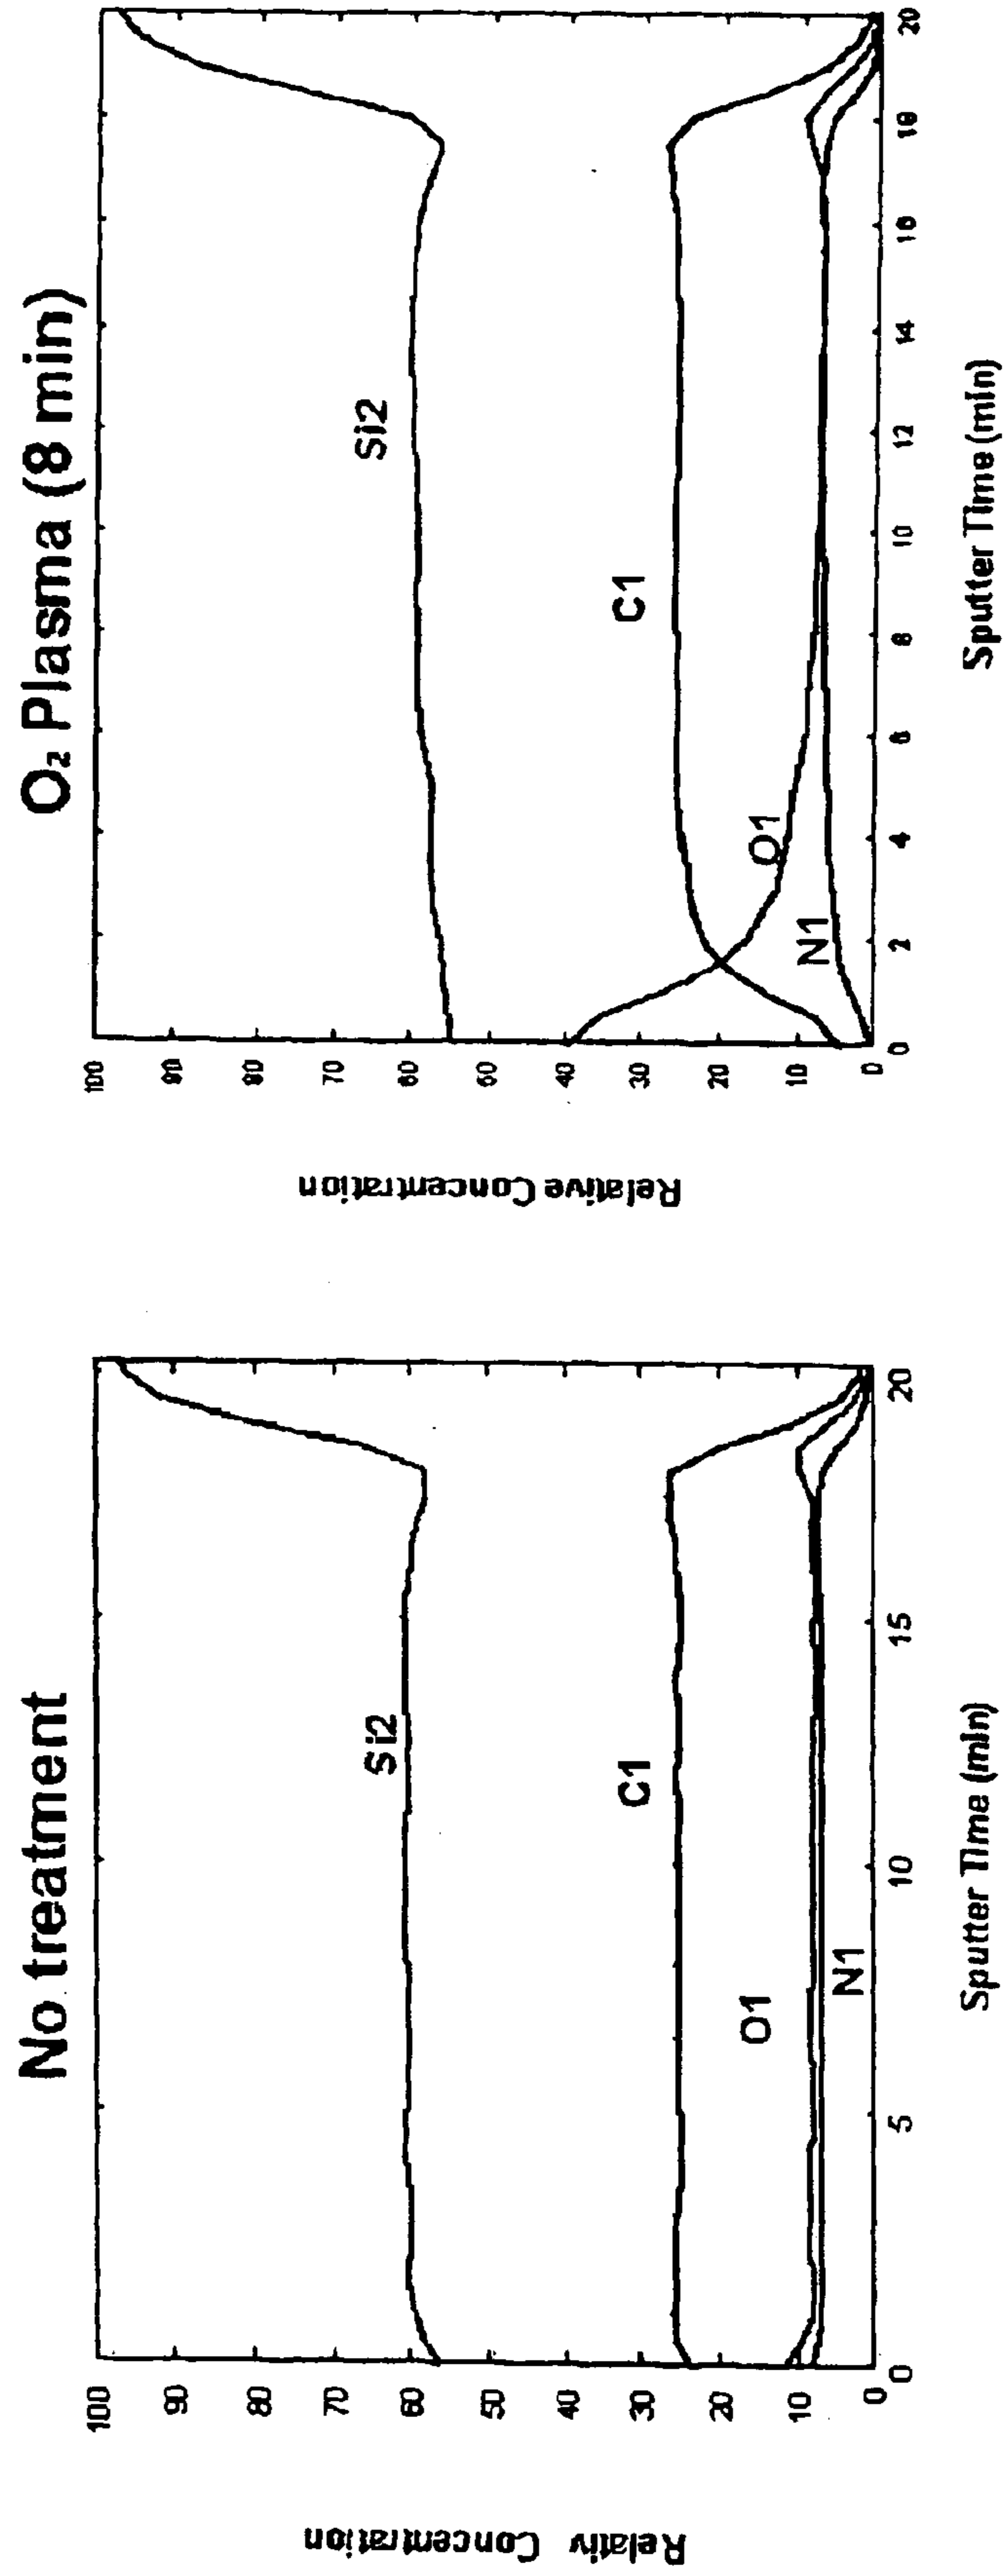 No treatment
Relativ Concentration
100
90
80
70
60
50
40
30
20
10
0
Si2
C1
O1
N1
0
5
10
15
20
Sputter Time (min)
O₂ Plasma (8 min)
Relative Concentration
100
90
80
70
60
50
40
30
20
10
0
Si2
C1
O1
N1
0
2
4
6
8
10
12
14
16
18
20
Sputter Time (min)